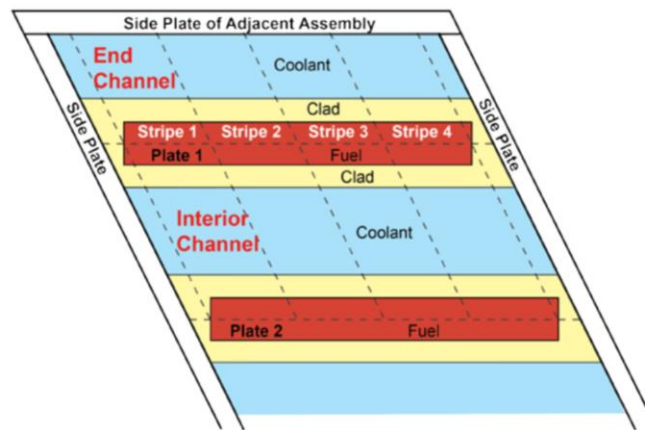 Side Plate of Adjacent Assembly
End
Channel
Coolant
Clad
Stripe 1 Stripe 2 Stripe 3 Stripe 4
Plate 1 Fuel
Clad
Side Plate
Side Plate
Interior
Channel
Coolant
Plate 2 Fuel